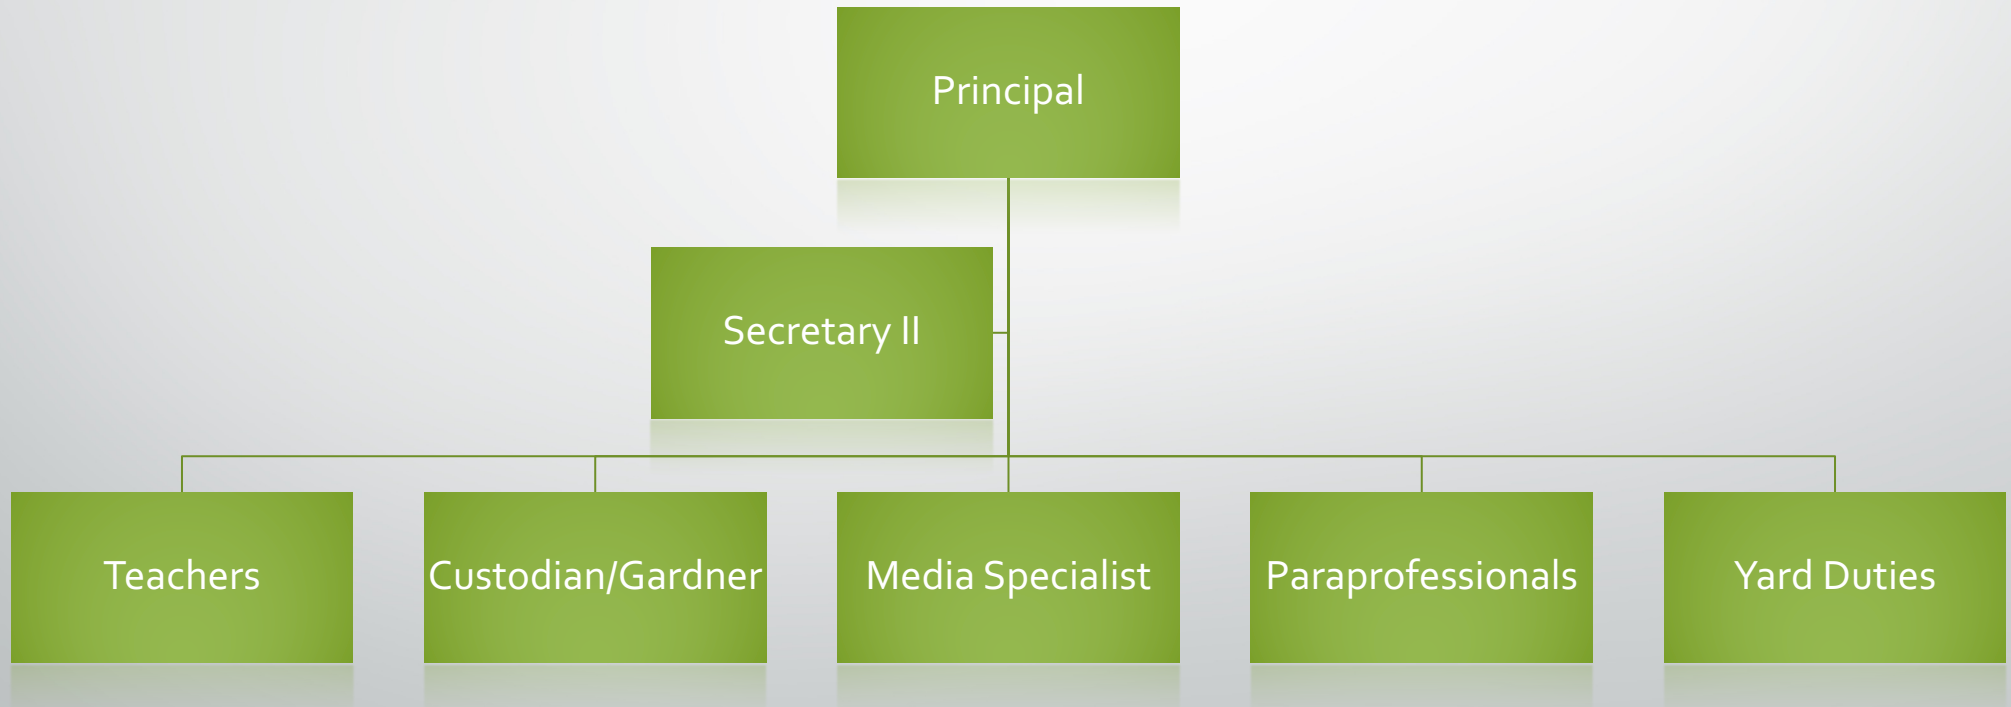 Principal
Secretary II
Teachers
Custodian/Gardner
Media Specialist
Paraprofessionals
Yard Duties